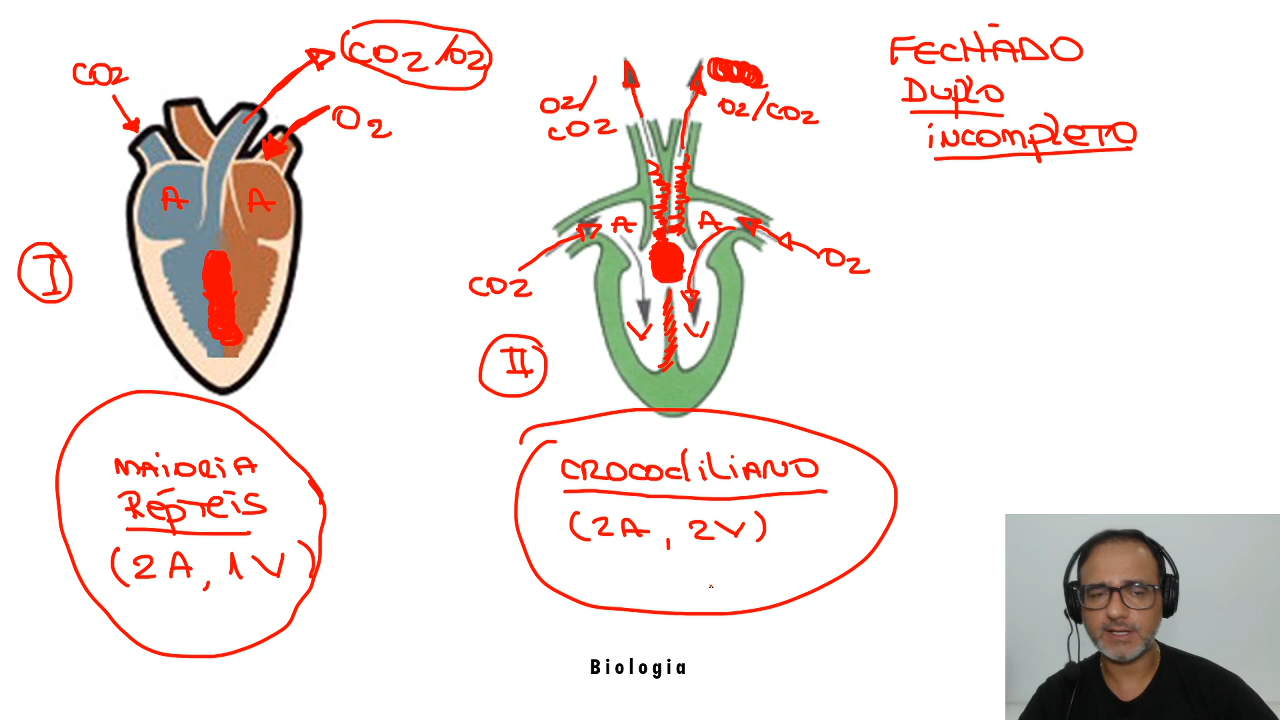 CO2
CO2/O2
O2
A
A
I
MAIORIA
RÉPTEIS
(2A, 1V)
O2/
CO2
O2/CO2
A
A
CO2
O2
V
V
II
CROCODILIANO
(2A, 2V)
FECHADO
DUPLO
INCOMPLETO
Biologia